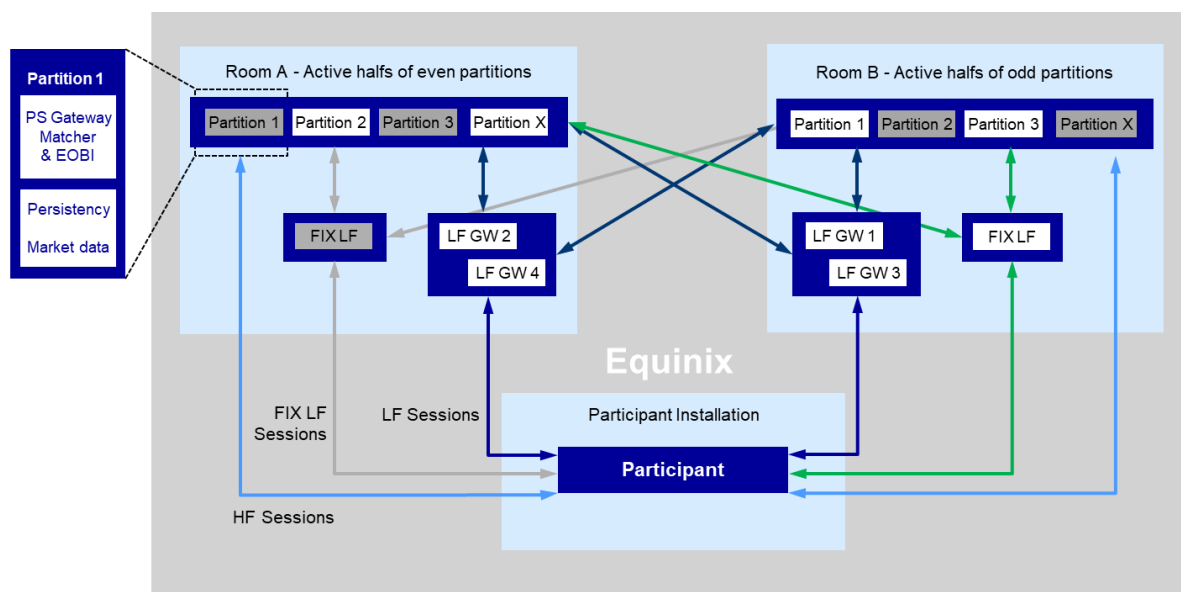 Partition 1
PS Gateway
Matcher
& EOBI
Persistency
Market data
Room A - Active halfs of even partitions
Partition 1
Partition 2
Partition 3
Partition X
FIX LF
LF GW 2
LF GW 4
Room B - Active halfs of odd partitions
Partition 1
Partition 2
Partition 3
Partition X
LF GW 1
LF GW 3
FIX LF
Equinix
FIX LF
Sessions
LF Sessions
HF Sessions
Participant Installation
Participant